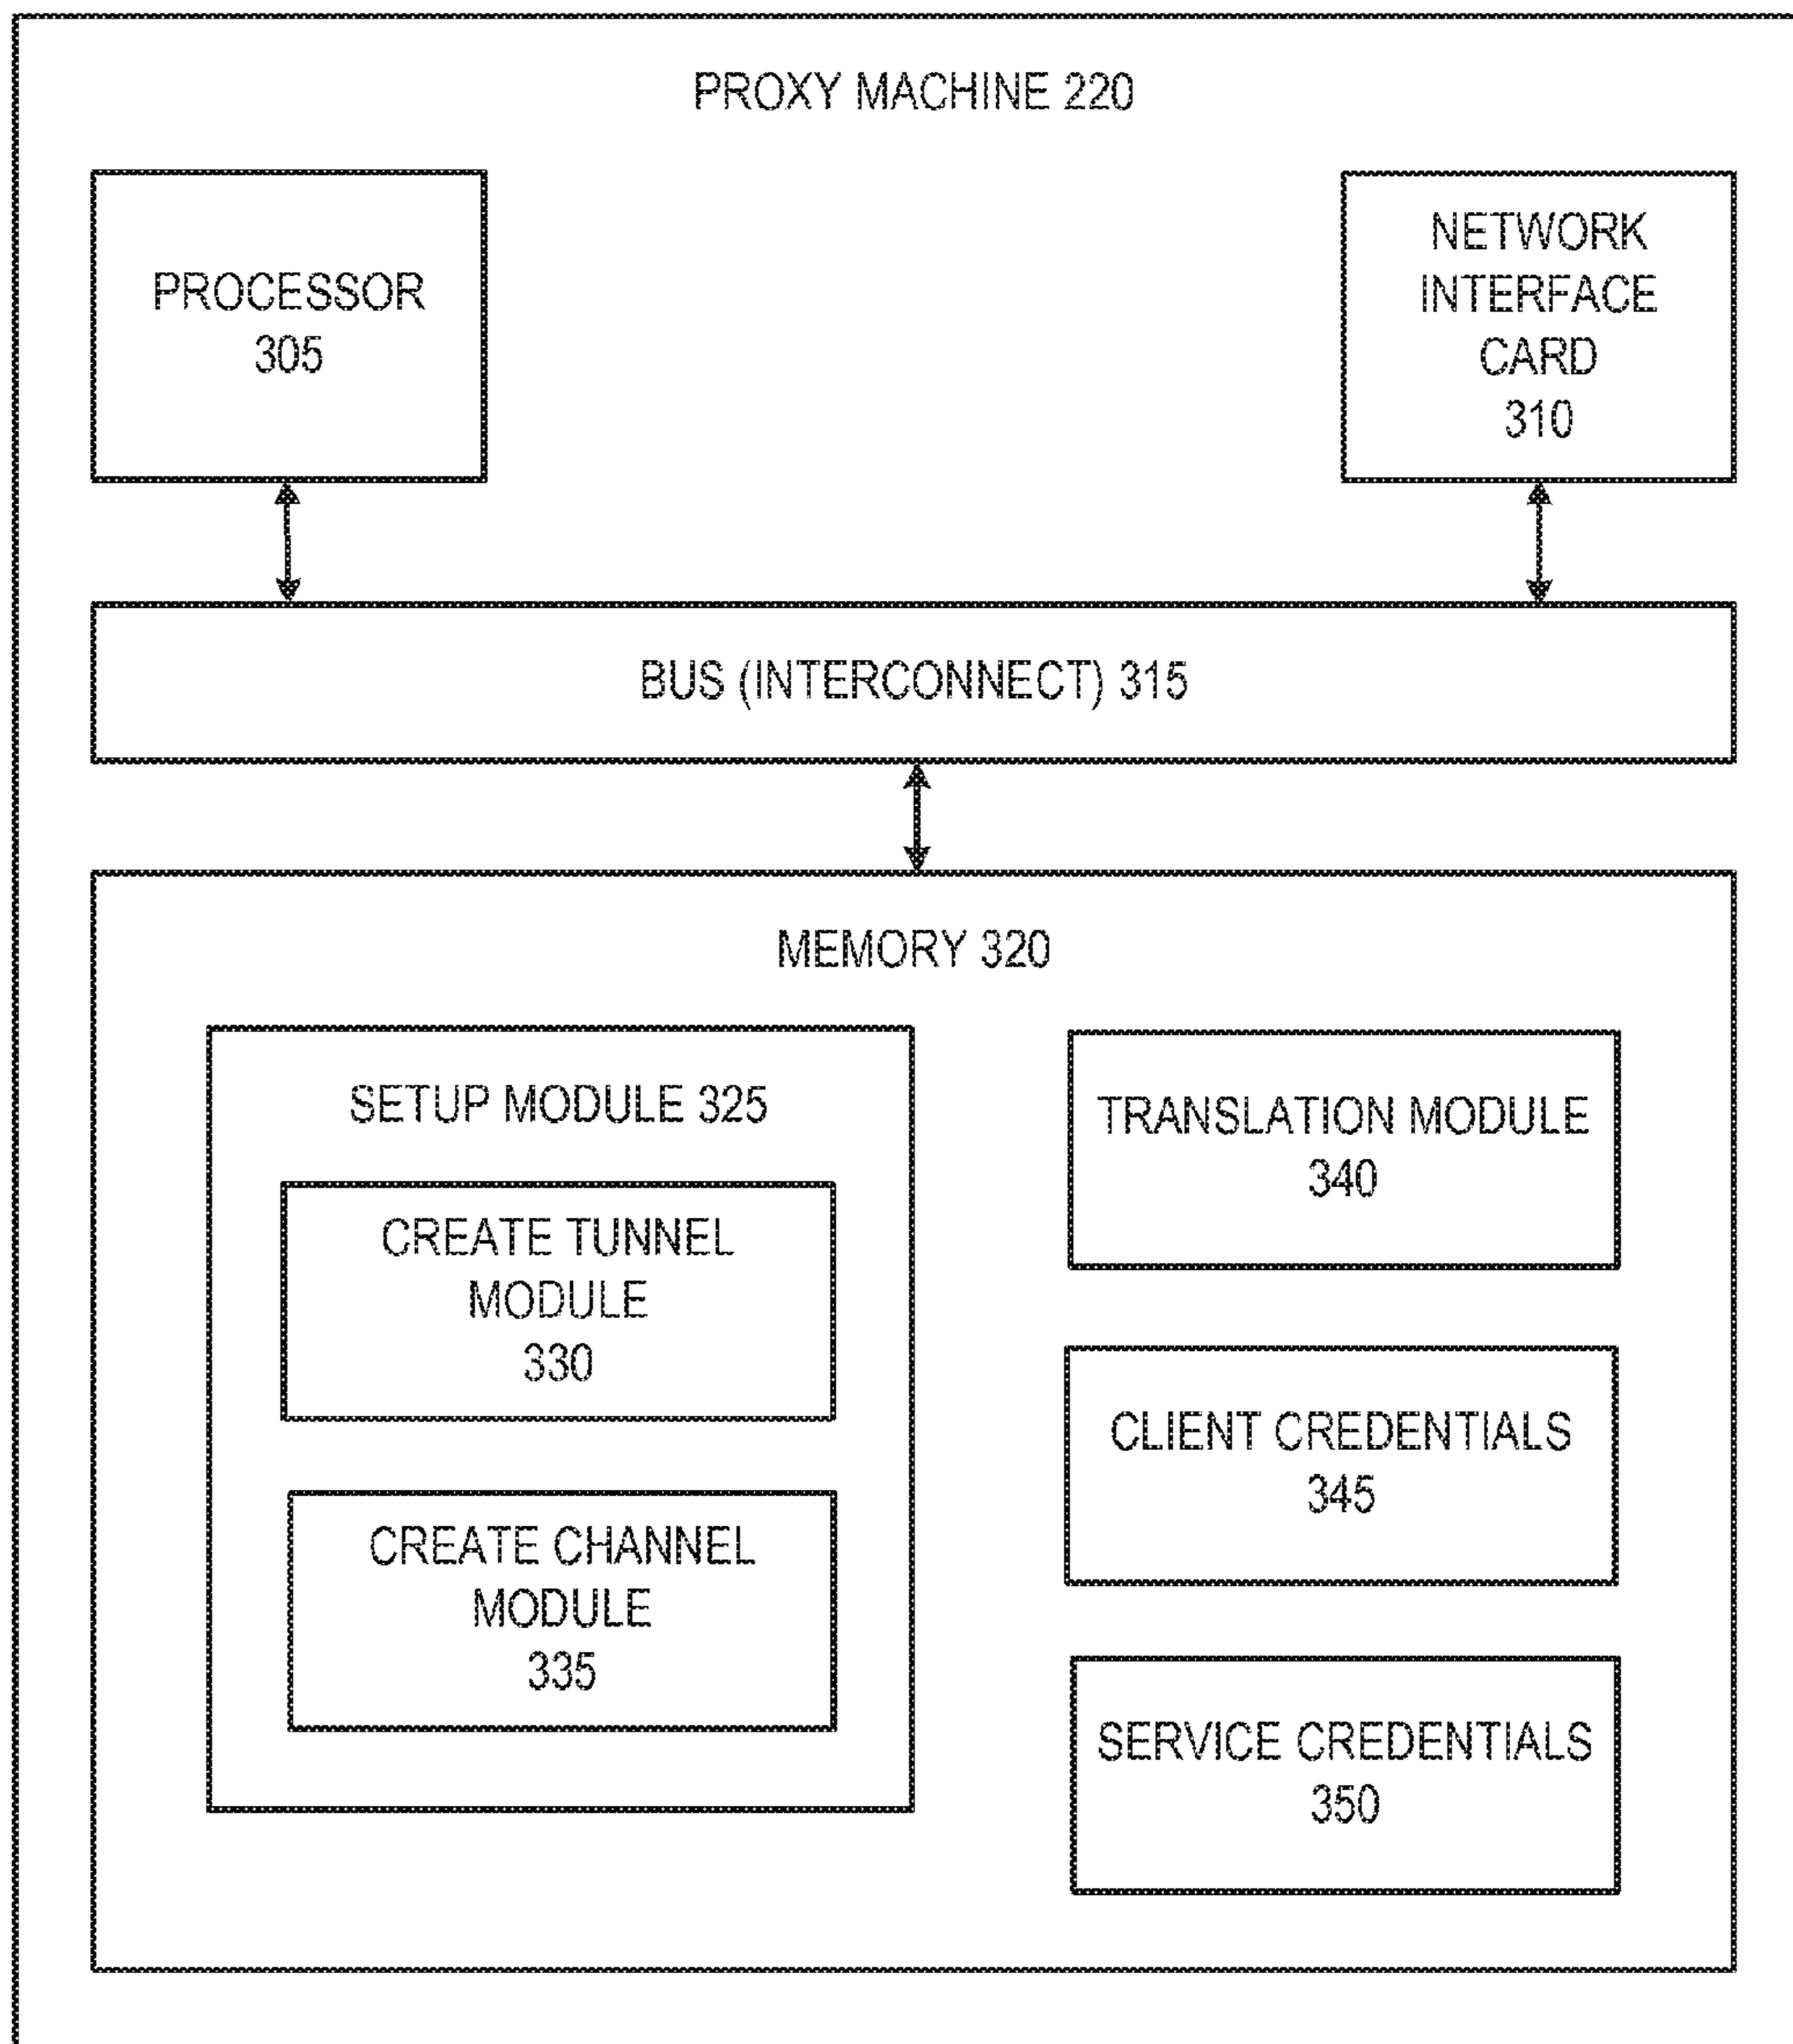 PROXY MACHINE 220
PROCESSOR
305
NETWORK
INTERFACE
CARD
310
BUS (INTERCONNECT) 315
MEMORY 320
SETUP MODULE 325
CREATE TUNNEL
MODULE
330
CREATE CHANNEL
MODULE
335
TRANSLATION MODULE
340
CLIENT CREDENTIALS
345
SERVICE CREDENTIALS
350